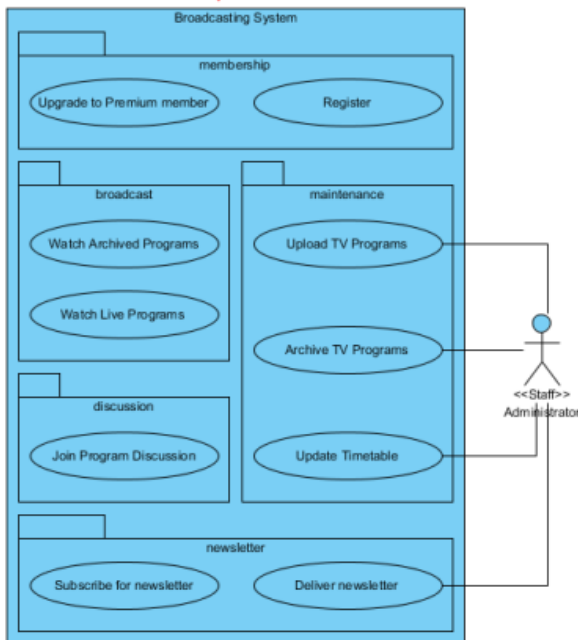 Broadcasting System
membership
Upgrade to Premium member
Register
broadcast
Watch Archived Programs
Watch Live Programs
maintenance
Upload TV Programs
Archive TV Programs
Update Timetable
discussion
Join Program Discussion
newsletter
Subscribe for newsletter
Deliver newsletter
<<Staff>>
Administrator